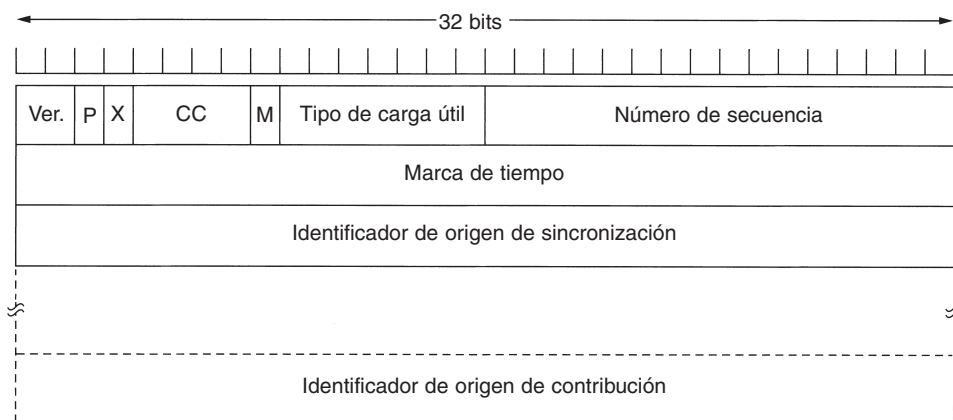 32 bits
Ver. P X CC M Tipo de carga útil Número de secuencia
Marca de tiempo
Identificador de origen de sincronización
Identificador de origen de contribución